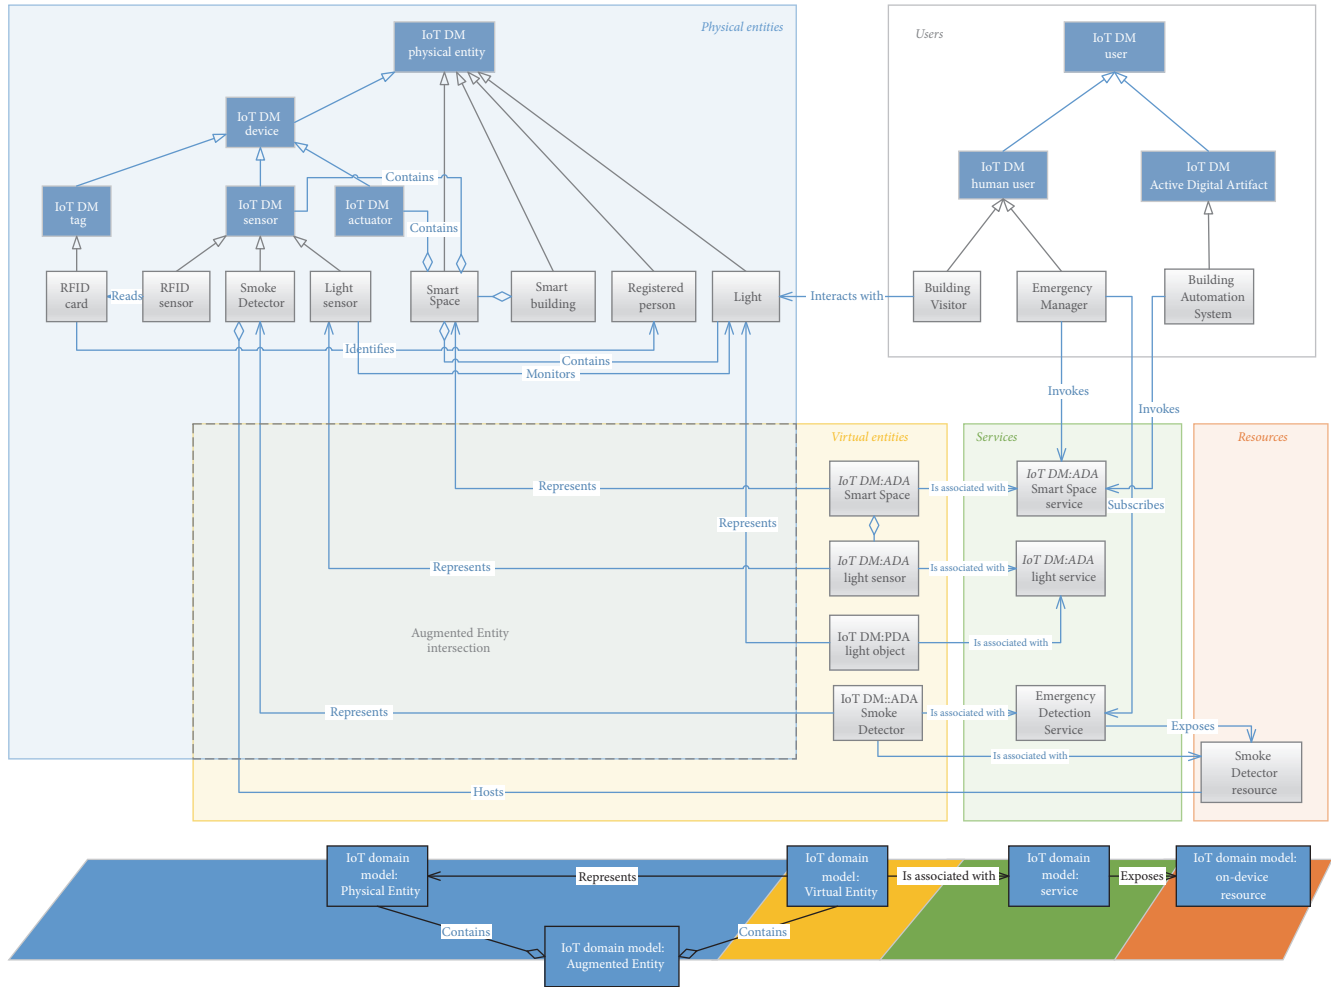 Physical entities
IoT DM
physical entity
IoT DM
device
IoT DM
tag
IoT DM
sensor
IoT DM
actuator
Contains
Contains
RFID
card
Reads
RFID
sensor
Smoke
Detector
Light
sensor
Smart
Space
Smart
building
Registered
person
Light
Identifies
Contains
Monitors
Interacts with
Users
IoT DM
user
IoT DM
human user
IoT DM
Active Digital Artifact
Building
Visitor
Emergency
Manager
Building
Automation
System
Invokes
Invokes
Subscribes
Virtual entities
Services
Resources
IoT DM:ADA
Smart Space
Is associated with
IoT DM:ADA
Smart Space
service
Represents
Represents
IoT DM:ADA
light sensor
Is associated with
IoT DM:ADA
light service
Represents
Augmented Entity
intersection
IoT DM:PDA
light object
Is associated with
IoT DM::ADA
Smoke
Detector
Is associated with
Emergency
Detection
Service
Represents
Exposes
Is associated with
Smoke
Detector
resource
Hosts
IoT domain
model:
Physical Entity
Represents
IoT domain
model:
Virtual Entity
Is associated with
IoT domain
model:
service
Exposes
IoT domain model:
on-device
resource
Contains
Contains
IoT domain model:
Augmented Entity